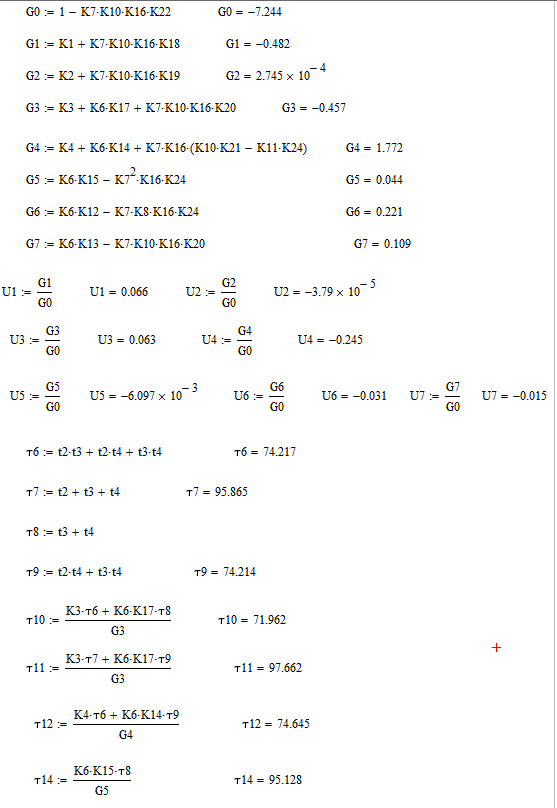 G0 := 1 − K7·K10·K16·K22 G0 = −7.244
G1 := K1 + K7·K10·K16·K18 G1 = −0.482
G2 := K2 + K7·K10·K16·K19 G2 = 2.745 × 10^−4
G3 := K3 + K6·K17 + K7·K10·K16·K20 G3 = −0.457
G4 := K4 + K6·K14 + K7·K16·(K10·K21 − K11·K24) G4 = 1.772
G5 := K6·K15 − K7^2·K16·K24 G5 = 0.044
G6 := K6·K12 − K7·K8·K16·K24 G6 = 0.221
G7 := K6·K13 − K7·K10·K16·K20 G7 = 0.109
U1 := G1/G0 U1 = 0.066 U2 := G2/G0 U2 = −3.79 × 10^−5
U3 := G3/G0 U3 = 0.063 U4 := G4/G0 U4 = −0.245
U5 := G5/G0 U5 = −6.097 × 10^−3 U6 := G6/G0 U6 = −0.031 U7 := G7/G0 U7 = −0.015
τ6 := t2·t3 + t2·t4 + t3·t4 τ6 = 74.217
τ7 := t2 + t3 + t4 τ7 = 95.865
τ8 := t3 + t4
τ9 := t2·t4 + t3·t4 τ9 = 74.214
τ10 := (K3·τ6 + K6·K17·τ8)/G3 τ10 = 71.962
τ11 := (K3·τ7 + K6·K17·τ9)/G3 τ11 = 97.662
τ12 := (K4·τ6 + K6·K14·τ9)/G4 τ12 = 74.645
τ14 := (K6·K15·τ8)/G5 τ14 = 95.128